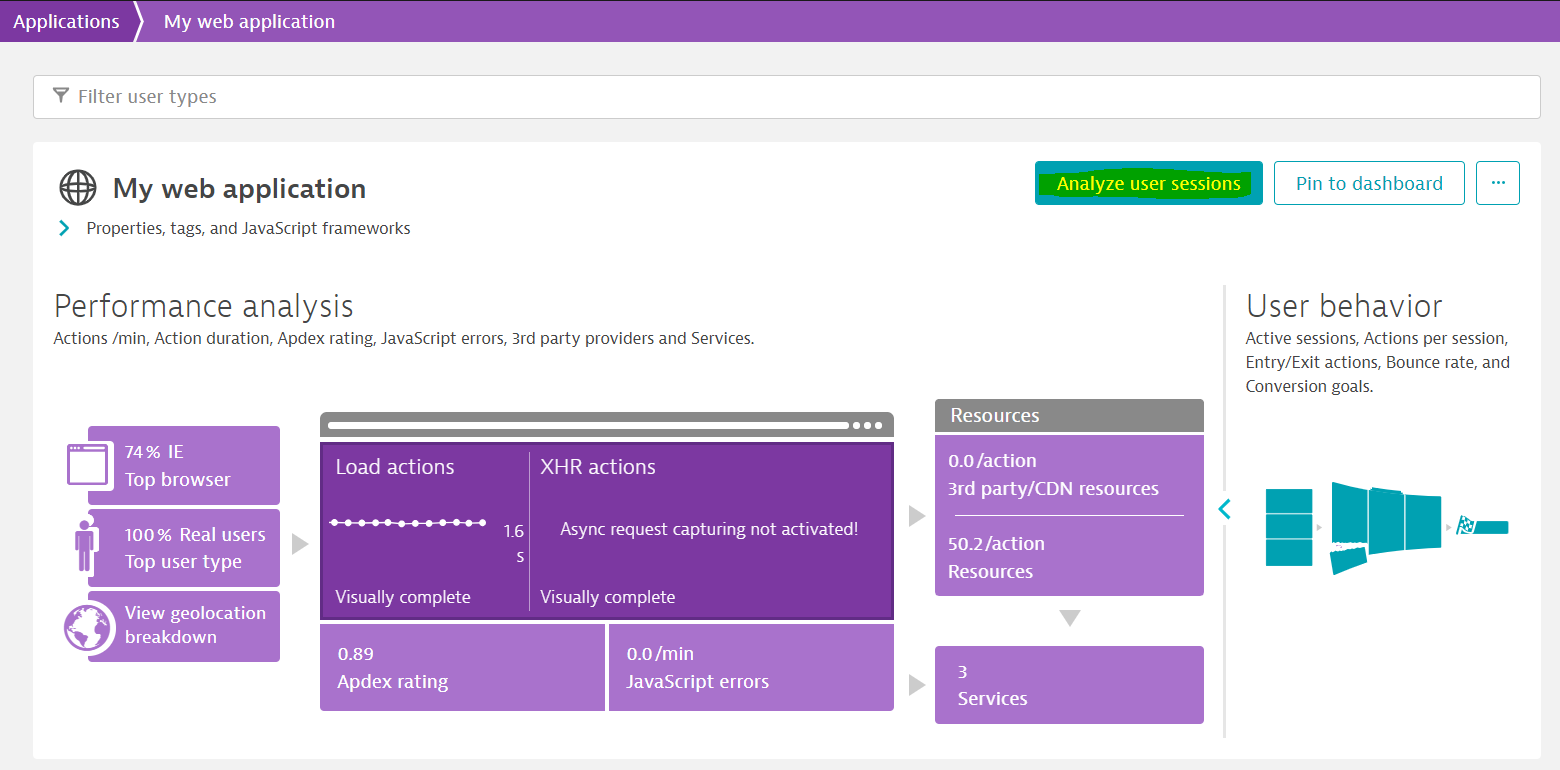 Applications
My web application
Filter user types
My web application
Analyze user sessions
Pin to dashboard
...
Properties, tags, and JavaScript frameworks
Performance analysis
Actions /min, Action duration, Apdex rating, JavaScript errors, 3rd party providers and Services.
74 % IE
Top browser
100 % Real users
Top user type
View geolocation
breakdown
Load actions
1.6
s
Visually complete
XHR actions
Async request capturing not activated!
Visually complete
0.89
Apdex rating
0.0 /min
JavaScript errors
Resources
0.0 /action
3rd party/CDN resources
50.2 /action
Resources
3
Services
User behavior
Active sessions, Actions per session,
Entry/Exit actions, Bounce rate, and
Conversion goals.